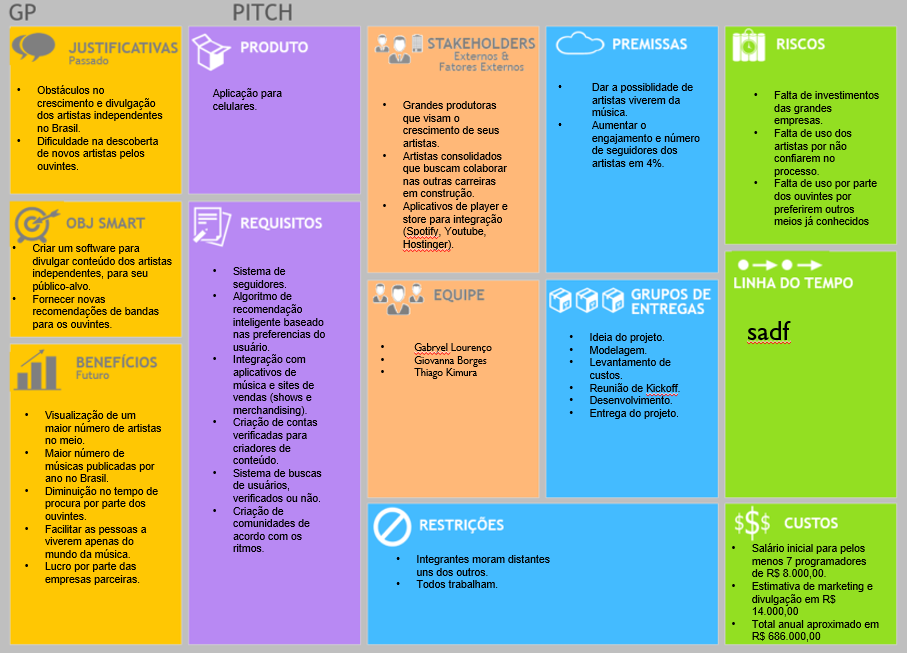 GP
PITCH
JUSTIFICATIVAS
Passado
• Obstáculos no
crescimento e divulgação
dos artistas independentes
no Brasil.
• Dificuldade na descoberta
de novos artistas pelos
ouvintes.
OBJ SMART
• Criar um software para
divulgar conteúdo dos artistas
independentes, para seu
público-alvo.
• Fornecer novas
recomendações de bandas
para os ouvintes.
BENEFÍCIOS
Futuro
• Visualização de um
maior número de artistas
no meio.
• Maior número de
músicas publicadas por
ano no Brasil.
• Diminuição no tempo de
procura por parte dos
ouvintes.
• Facilitar as pessoas a
viverem apenas do
mundo da música.
• Lucro por parte das
empresas parceiras.
PRODUTO
Aplicação para
celulares.
REQUISITOS
• Sistema de
seguidores.
• Algoritmo de
recomendação
inteligente baseado
nas preferencias do
usuário.
• Integração com
aplicativos de
música e sites de
vendas (shows e
merchandising).
• Criação de contas
verificadas para
criadores de
conteúdo.
• Sistema de buscas
de usuários,
verificados ou não.
• Criação de
comunidades de
acordo com os
ritmos.
STAKEHOLDERS
Externos &
Fatores Externos
• Grandes produtoras
que visam o
crescimento de seus
artistas.
• Artistas consolidados
que buscam colaborar
nas outras carreiras
em construção.
• Aplicativos de player e
store para integração
(Spotify, Youtube,
Hostinger).
EQUIPE
• Gabryel Lourenço
• Giovanna Borges
• Thiago Kimura
PREMISSAS
• Dar a possiblidade de
artistas viverem da
música.
• Aumentar o
engajamento e número
de seguidores dos
artistas em 4%.
GRUPOS DE
ENTREGAS
• Ideia do projeto.
• Modelagem.
• Levantamento de
custos.
• Reunião de Kickoff.
• Desenvolvimento.
• Entrega do projeto.
RESTRIÇÕES
• Integrantes moram distantes
uns dos outros.
• Todos trabalham.
RISCOS
• Falta de investimentos
das grandes
empresas.
• Falta de uso dos
artistas por não
confiarem no
processo.
• Falta de uso por parte
dos ouvintes por
preferirem outros
meios já conhecidos
LINHA DO TEMPO
sadf
$$$ CUSTOS
• Salário inicial para pelos
menos 7 programadores
de R$ 8.000,00.
• Estimativa de marketing e
divulgação em R$
14.000,00
• Total anual aproximado em
R$ 686.000,00